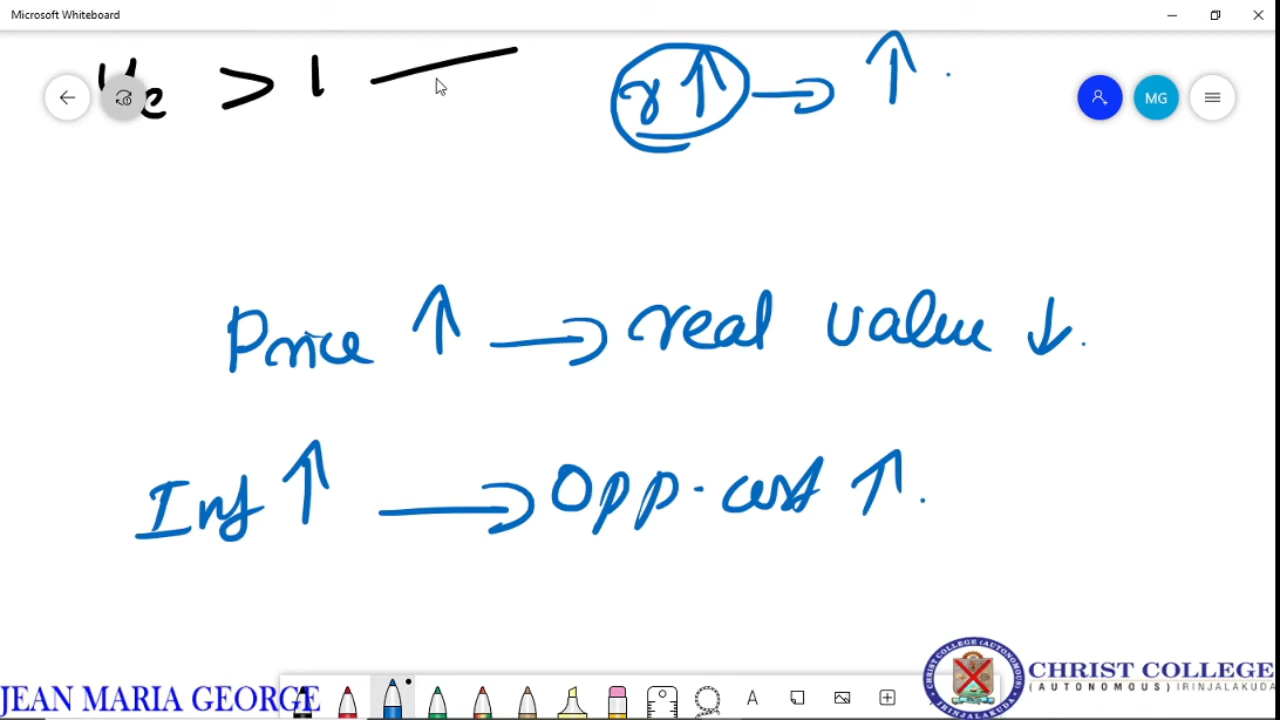 Microsoft Whiteboard
> 1
r ↑ → ↑.
MG
Price ↑ → real value ↓.
Inf ↑ → Opp. cost ↑.
A
JEAN MARIA GEORGE
CHRIST COLLEGE
(AUTONOMOUS) IRINJALAKUDA